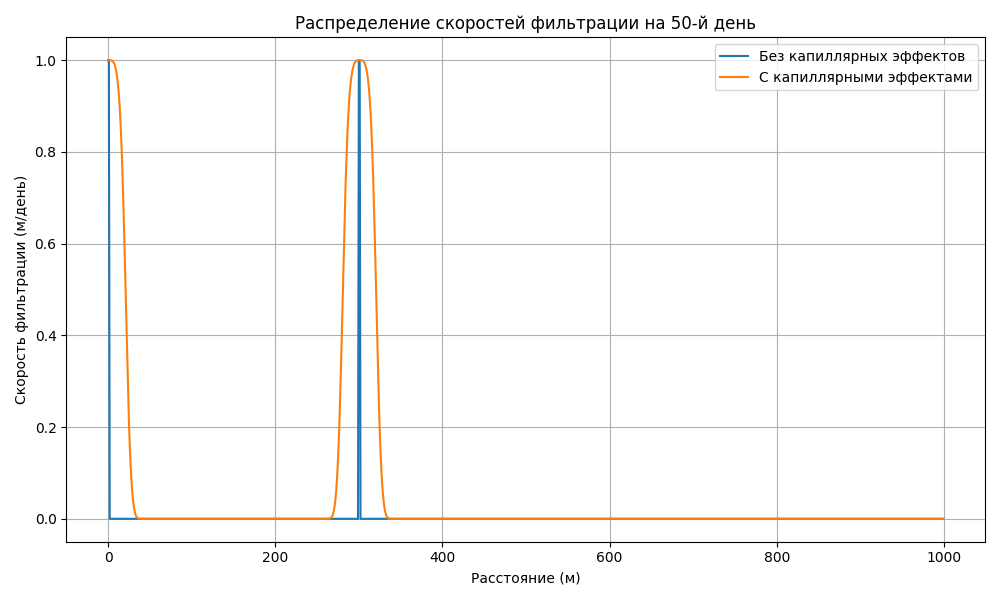 Распределение скоростей фильтрации на 50-й день
Без капиллярных эффектов
С капиллярными эффектами
Скорость фильтрации (м/день)
1.0
0.8
0.6
0.4
0.2
0.0
0 200 400 600 800 1000
Расстояние (м)